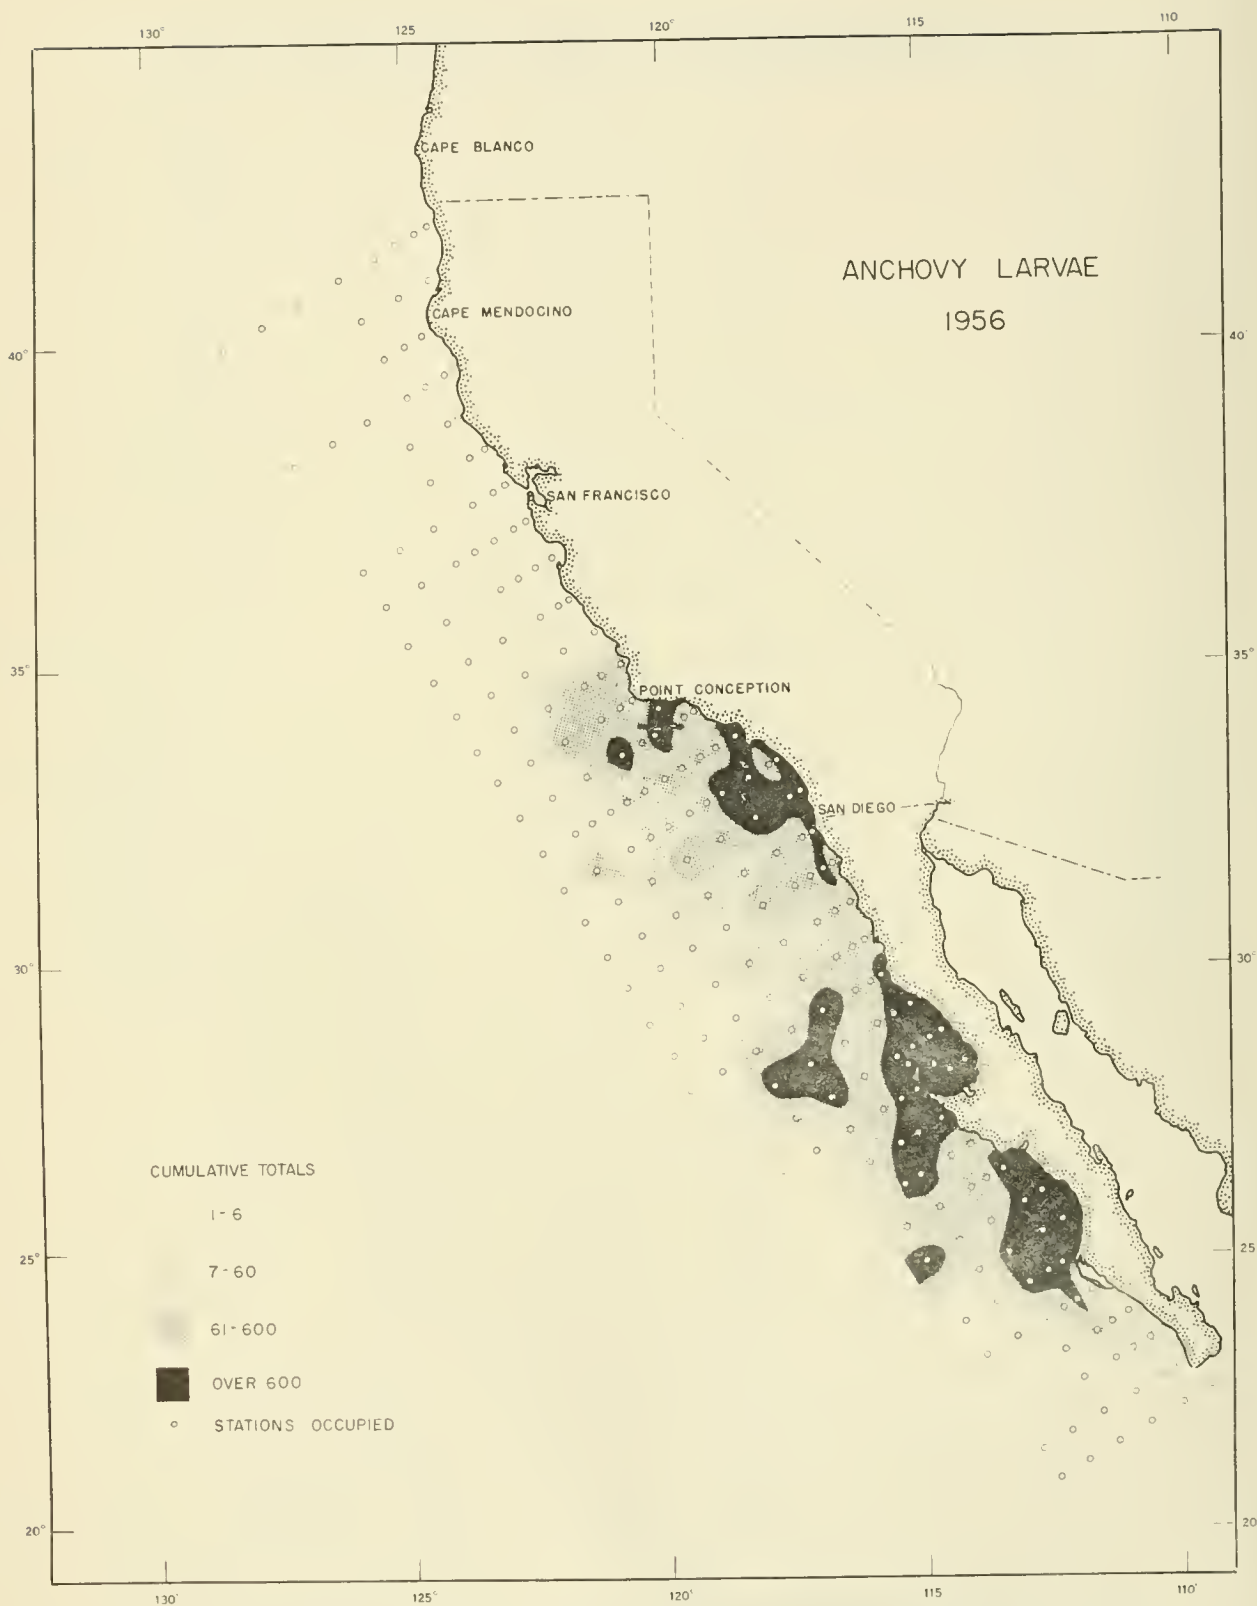 130° 125 120° 115 110
CAPE BLANCO
ANCHOVY LARVAE
1956
CAPE MENDOCINO
40° 40°
SAN FRANCISCO
35° 35°
POINT CONCEPTION
SAN DIEGO
30° 30°
CUMULATIVE TOTALS
1-6
25° 25°
7-60
61-600
OVER 600
STATIONS OCCUPIED
20° 20
130° 125° 120° 115 110°